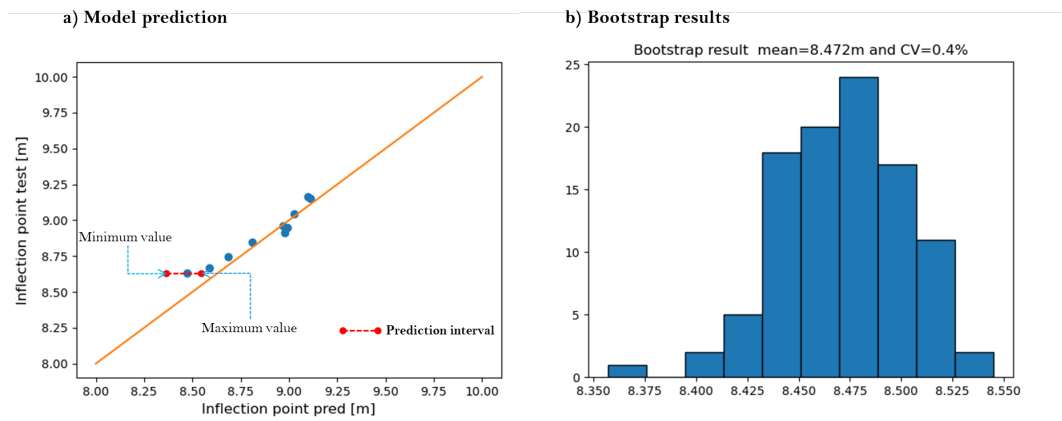 a) Model prediction
10.00
9.75
9.50
9.25
9.00
8.75
8.50
8.25
8.00
Inflection point test [m]
Minimum value
Maximum value
Prediction interval
8.00 8.25 8.50 8.75 9.00 9.25 9.50 9.75 10.00
Inflection point pred [m]
b) Bootstrap results
Bootstrap result mean=8.472m and CV=0.4%
25
20
15
10
5
0
8.350 8.375 8.400 8.425 8.450 8.475 8.500 8.525 8.550